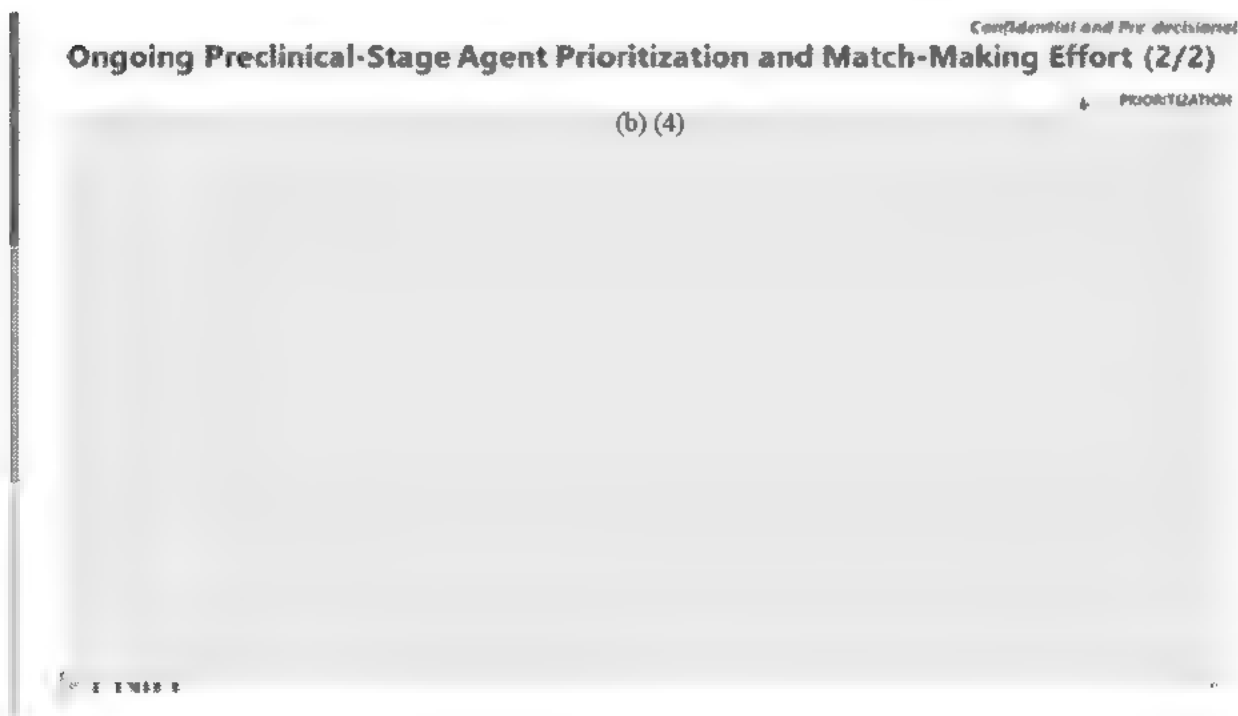 Confidential and Pre decisional
Ongoing Preclinical-Stage Agent Prioritization and Match-Making Effort (2/2)
PRIORITIZATION
(b) (4)